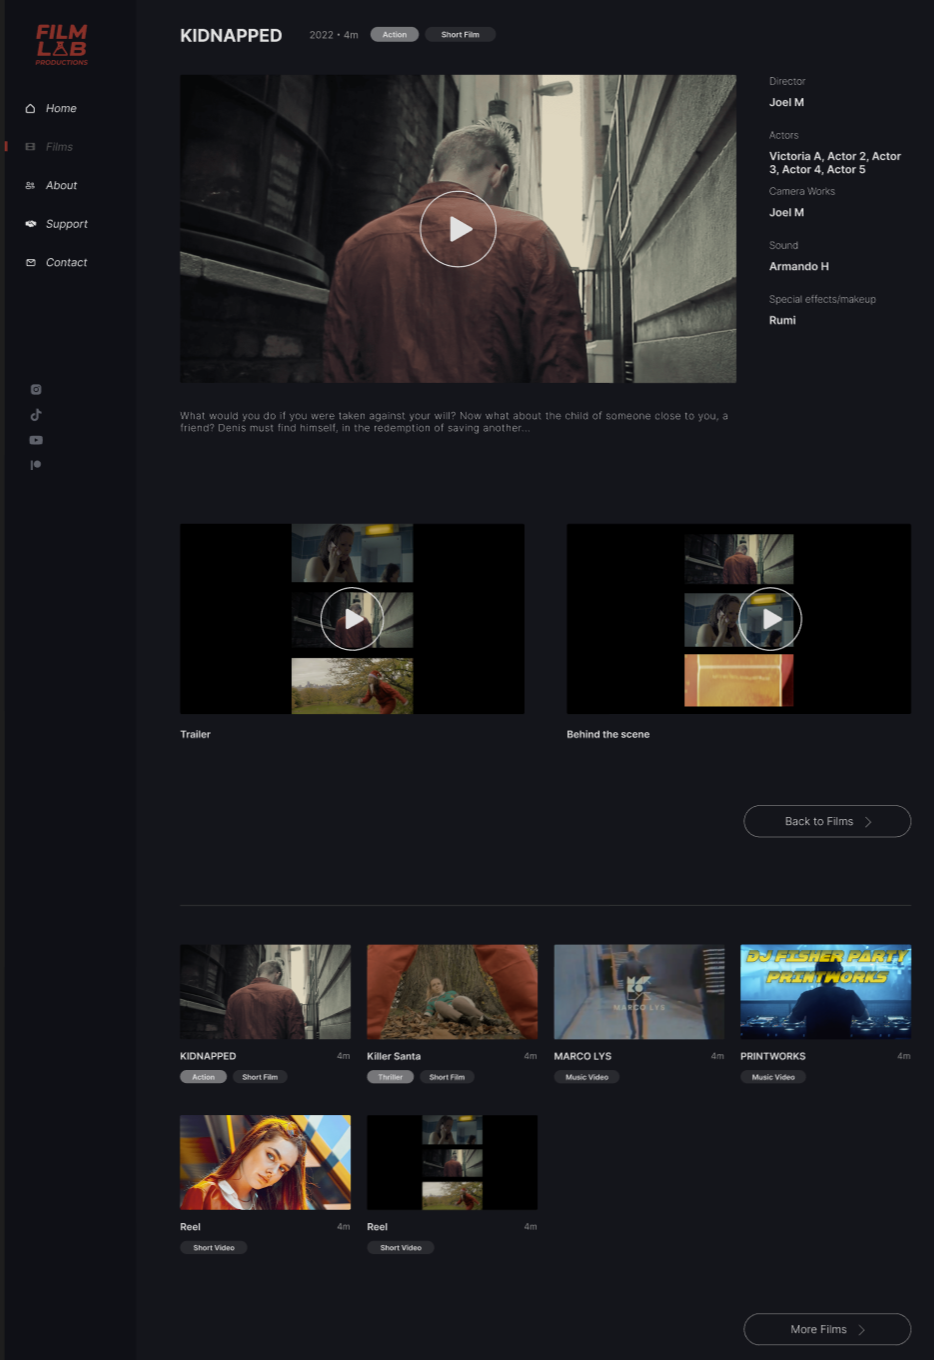 FILM
LAB
PRODUCTIONS
Home
Films
About
Support
Contact
KIDNAPPED
2022 • 4m
Action
Short Film
Director
Joel M
Actors
Victoria A, Actor 2, Actor
3, Actor 4, Actor 5
Camera Works
Joel M
Sound
Armando H
Special effects/makeup
Rumi
What would you do if you were taken against your will? Now what about the child of someone close to you, a
friend? Denis must find himself, in the redemption of saving another...
Trailer
Behind the scene
Back to Films
DJ FISHER PARTY
PRINTWORKS
MARCO LYS
KIDNAPPED 4m
Action Short Film
Killer Santa 4m
Thriller Short Film
MARCO LYS 4m
Music Video
PRINTWORKS 4m
Music Video
Reel 4m
Short Video
Reel 4m
Short Video
More Films